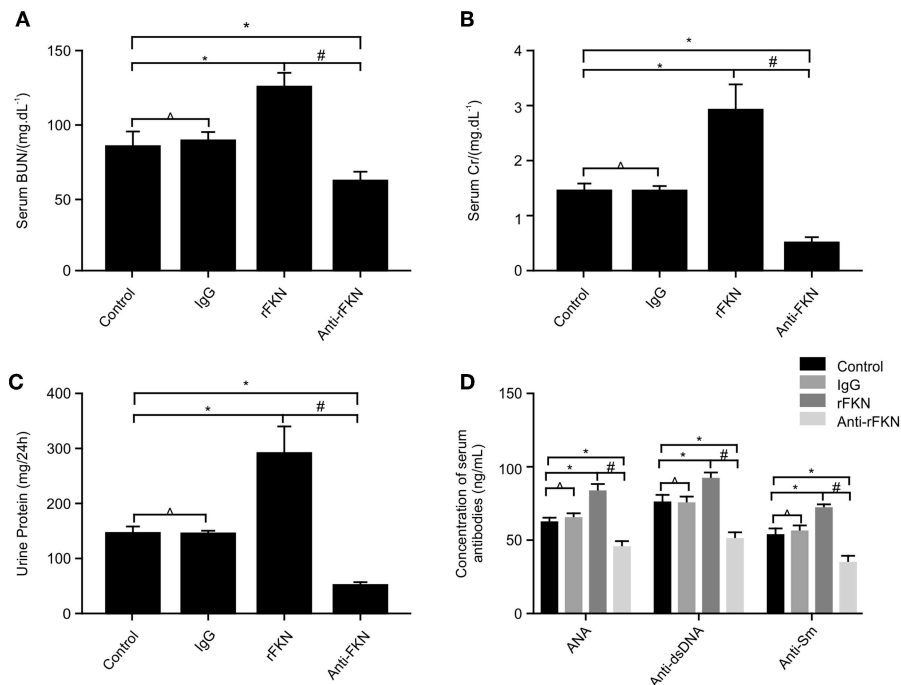 A
*
*
#
Δ
150
100
50
0
Serum BUN/(mg.dL⁻¹)
Control
IgG
rFKN
Anti-rFKN
B
*
*
#
Δ
4
3
2
1
0
Serum Cr/(mg.dL⁻¹)
Control
IgG
rFKN
Anti-FKN
C
*
*
#
Δ
400
300
200
100
0
Urine Protein (mg/24h)
Control
IgG
rFKN
Anti-FKN
D
Control
IgG
rFKN
Anti-rFKN
150
100
50
0
Concentration of serum
antibodies (ng/mL)
*
*
#
Δ
*
*
#
Δ
*
*
#
Δ
ANA
Anti-dsDNA
Anti-Sm